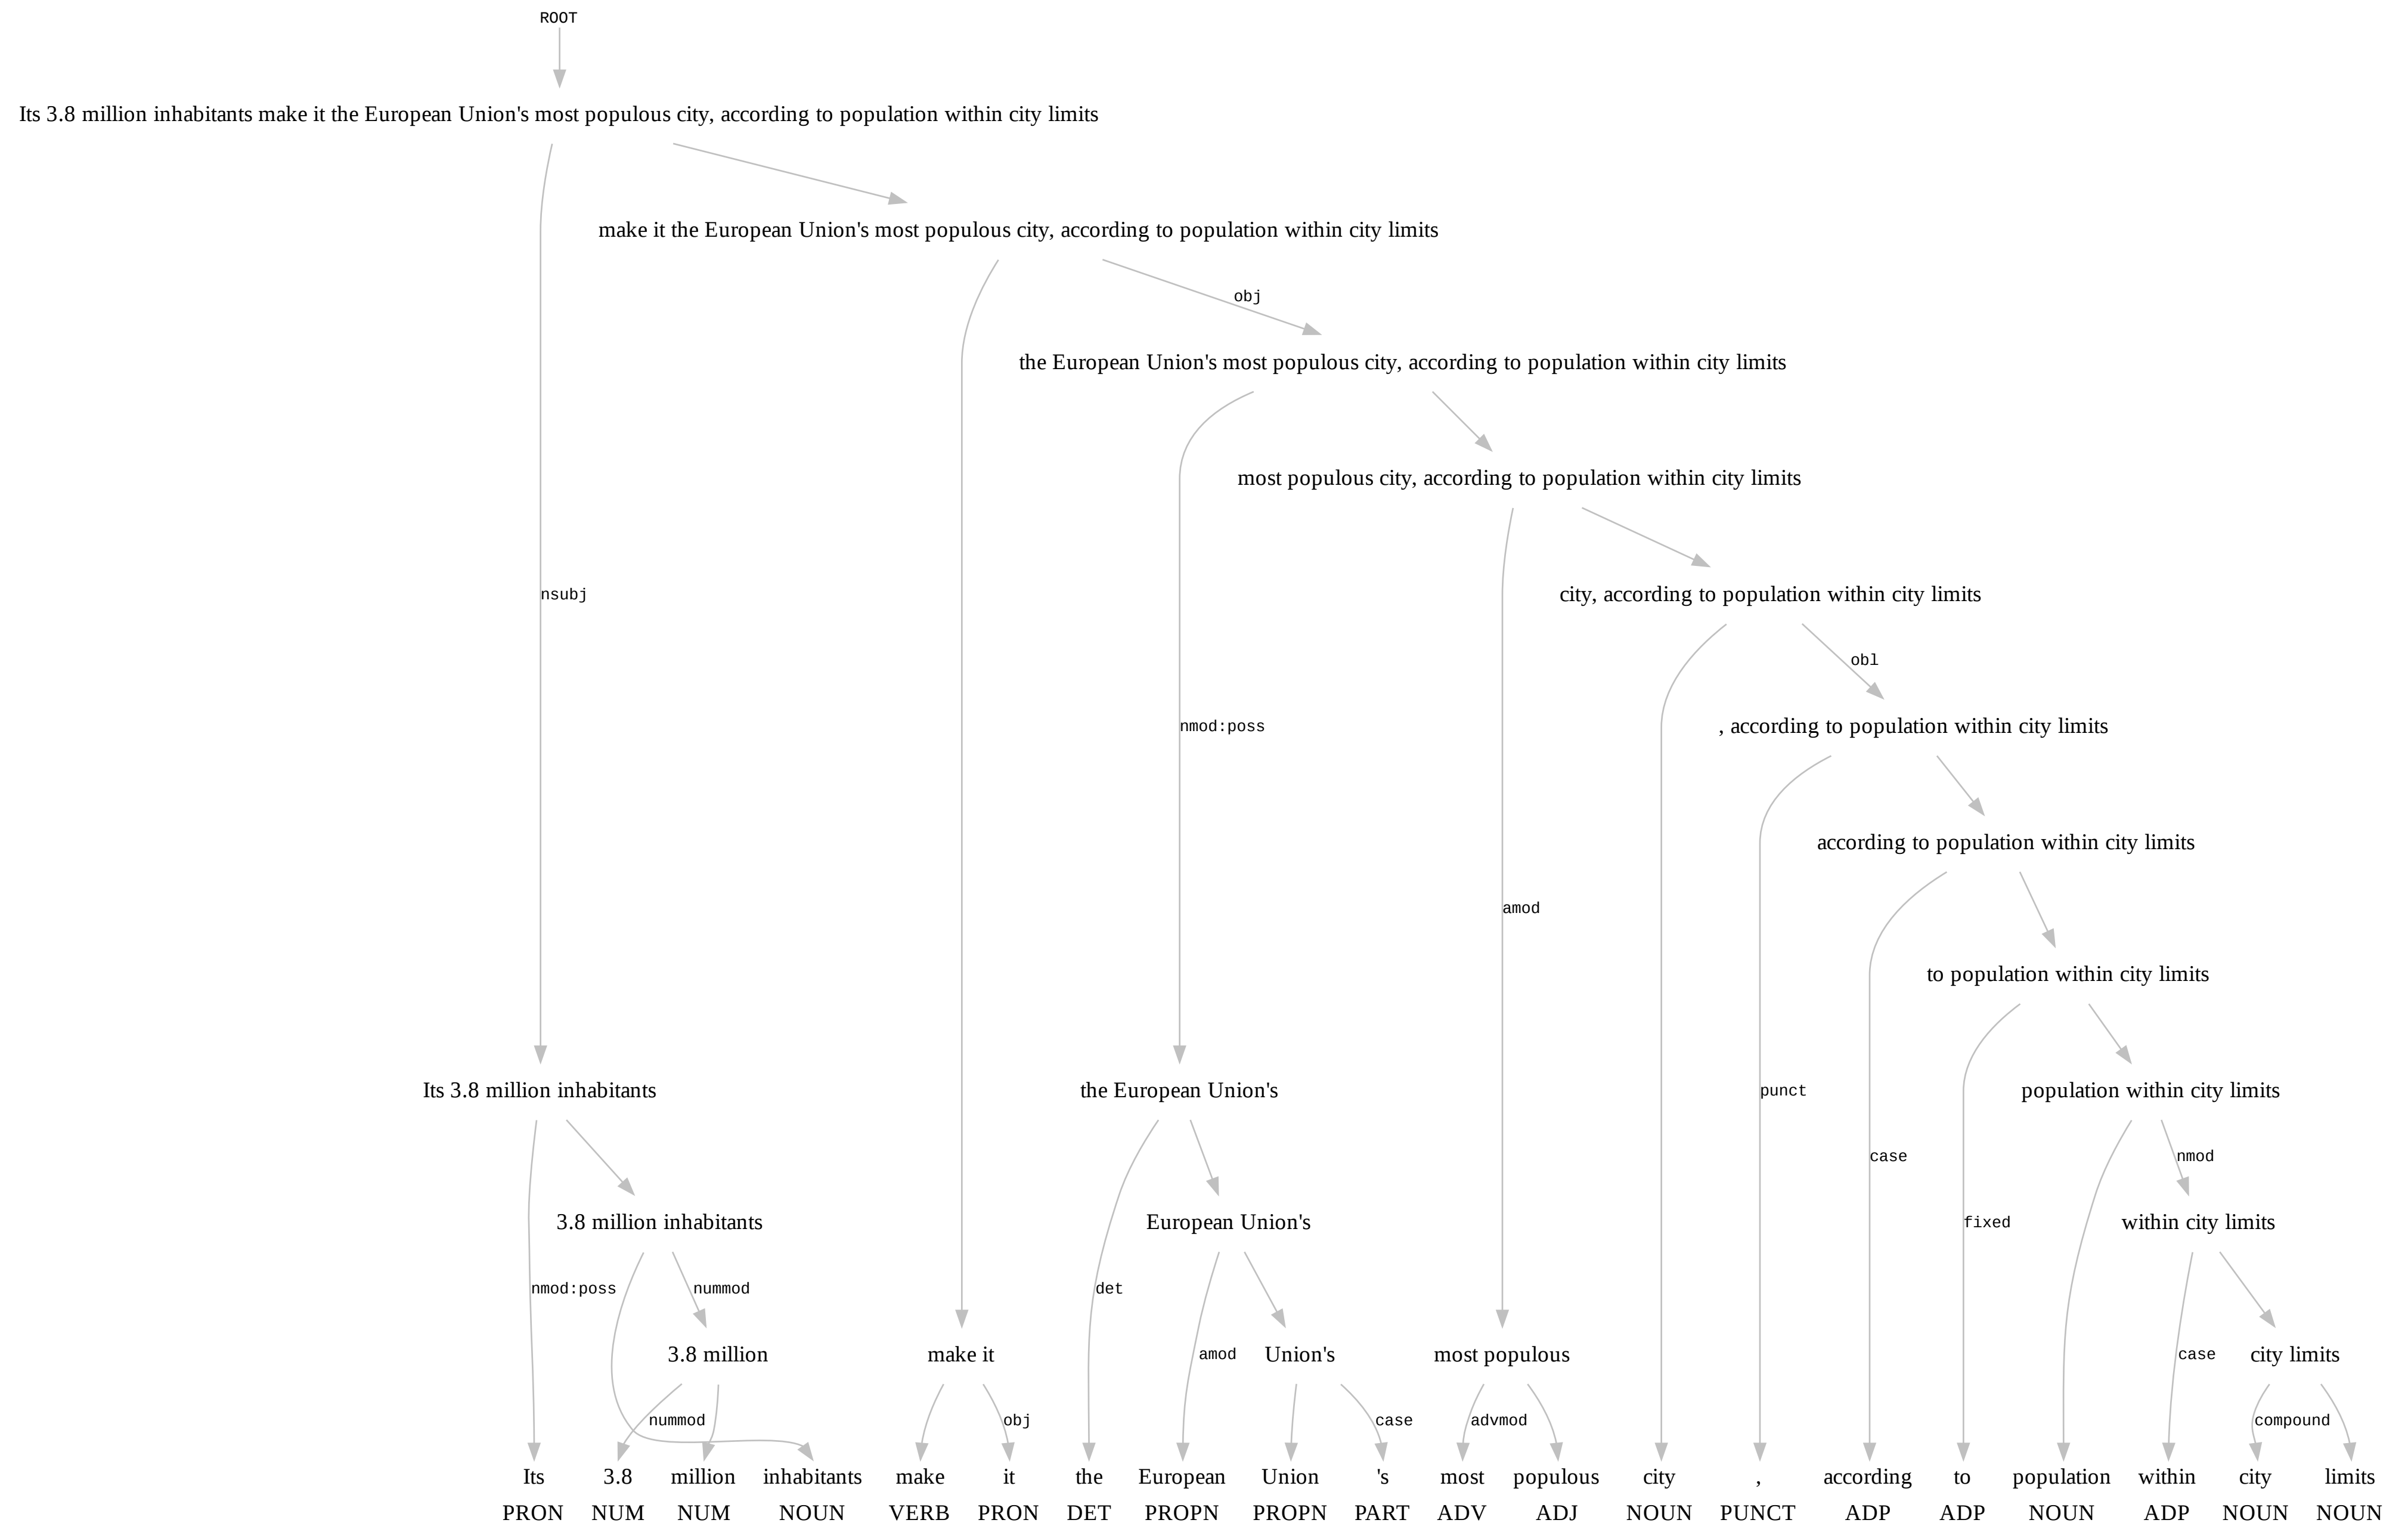 ROOT
Its 3.8 million inhabitants make it the European Union's most populous city, according to population within city limits
make it the European Union's most populous city, according to population within city limits
obj
the European Union's most populous city, according to population within city limits
most populous city, according to population within city limits
nsubj
city, according to population within city limits
obl
nmod:poss
, according to population within city limits
according to population within city limits
amod
to population within city limits
Its 3.8 million inhabitants
the European Union's
punct
population within city limits
case
nmod
3.8 million inhabitants
European Union's
fixed
within city limits
nmod:poss
nummod
det
3.8 million
make it
amod
Union's
most populous
case
city limits
nummod
obj
case
advmod
compound
Its 3.8 million inhabitants make it the European Union 's most populous city , according to population within city limits
PRON NUM NUM NOUN VERB PRON DET PROPN PROPN PART ADV ADJ NOUN PUNCT ADP ADP NOUN ADP NOUN NOUN